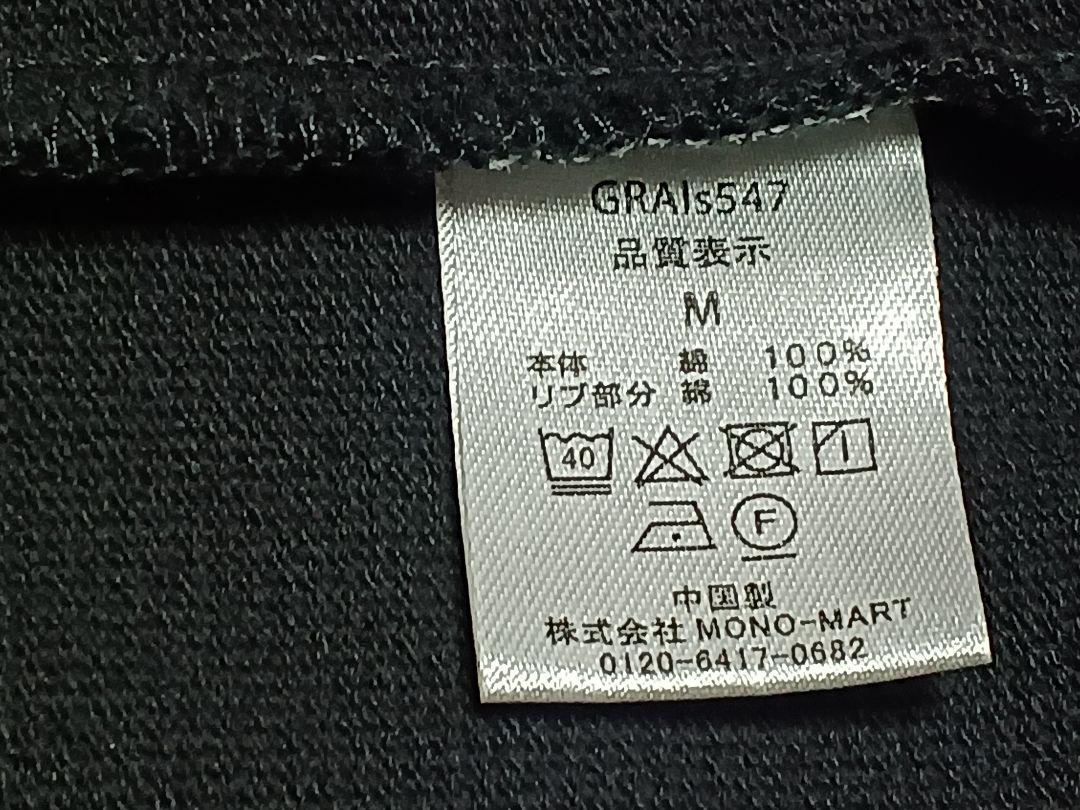 GRAIs547
品質表示
M
本体 綿 100%
リブ部分 綿 100%
40
F
中国製
株式会社 MONO-MART
0120-6417-0682